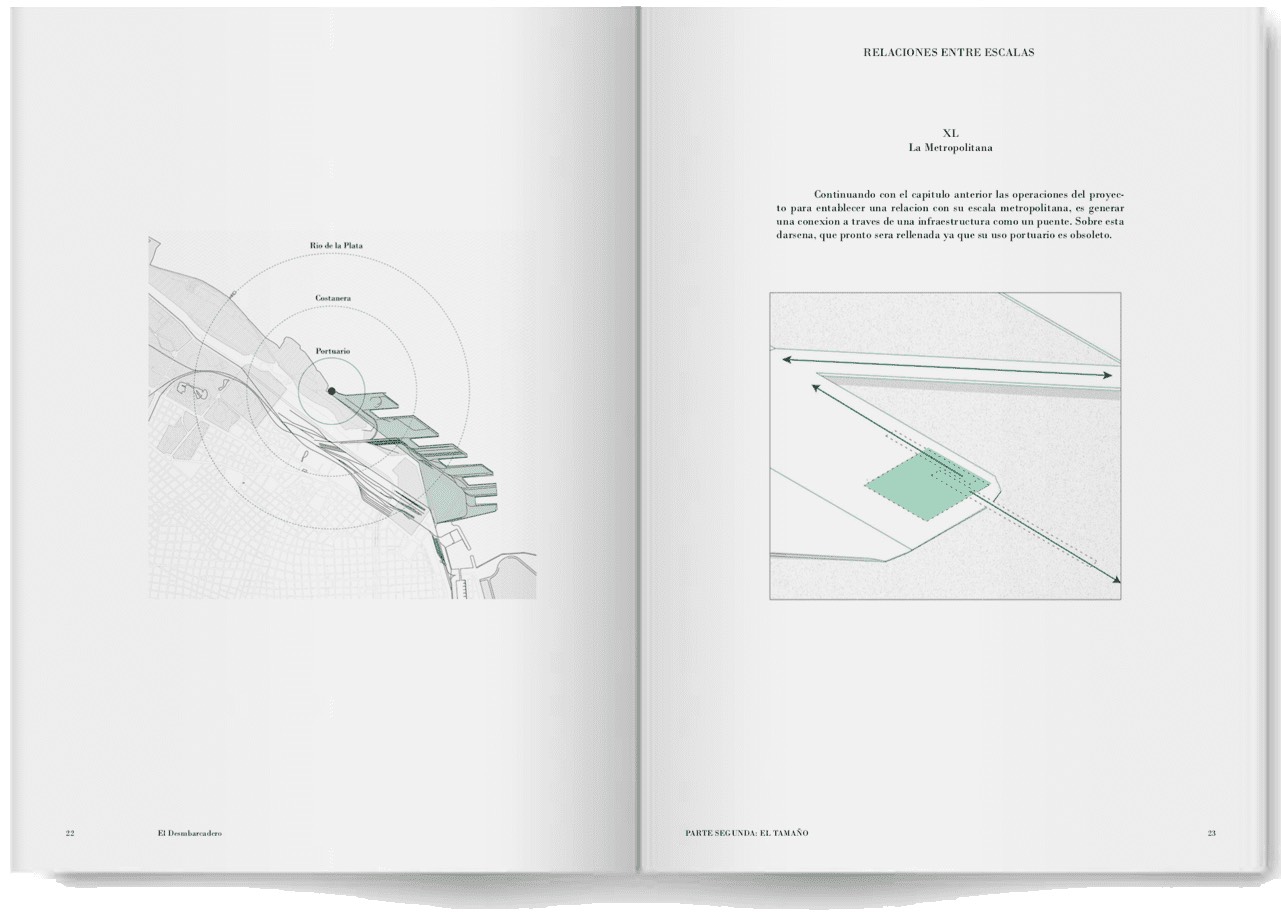 Rio de la Plata
Costanera
Portuario
22
El Desmbarcadero
RELACIONES ENTRE ESCALAS
XL
La Metropolitana
Continuando con el capitulo anterior las operaciones del proyec-
to para entablecer una relacion con su escala metropolitana, es generar
una conexion a traves de una infraestructura como un puente. Sobre esta
darsena, que pronto sera rellenada ya que su uso portuario es obsoleto.
PARTE SEGUNDA: EL TAMAÑO
23